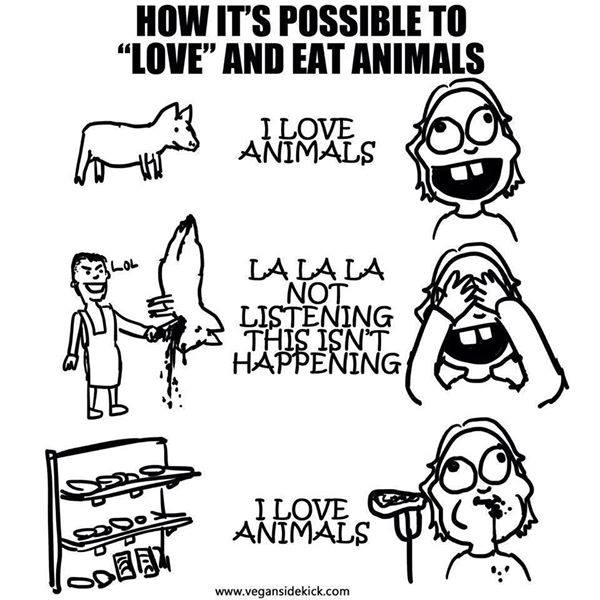 HOW IT'S POSSIBLE TO
"LOVE" AND EAT ANIMALS
I LOVE
ANIMALS
LOL
LA LA LA
NOT
LISTENING
THIS ISN'T
HAPPENING
I LOVE
ANIMALS
www.vegansidekick.com